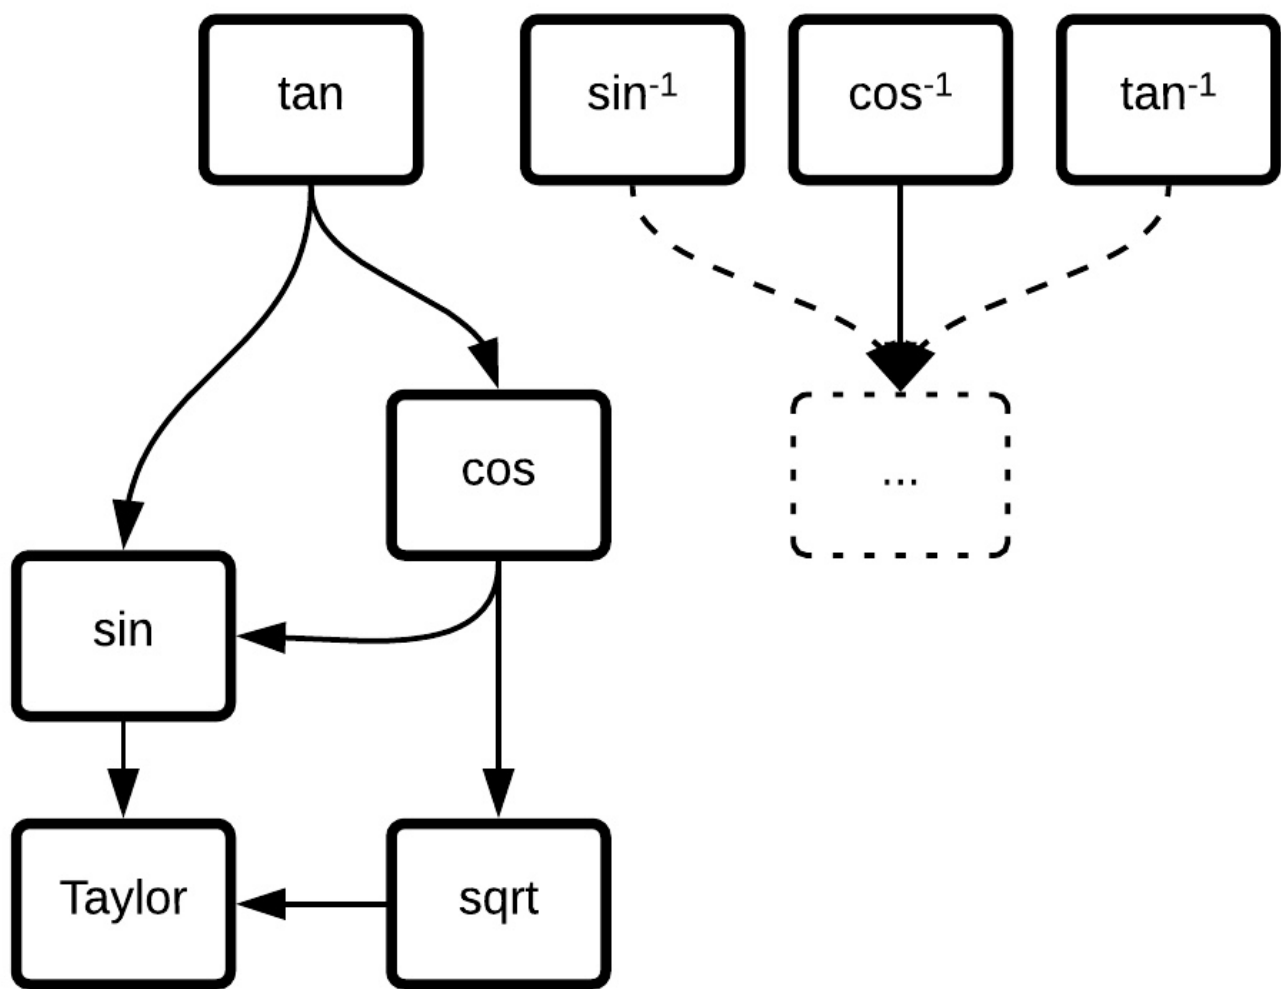 tan
sin⁻¹
cos⁻¹
tan⁻¹
cos
...
sin
Taylor
sqrt